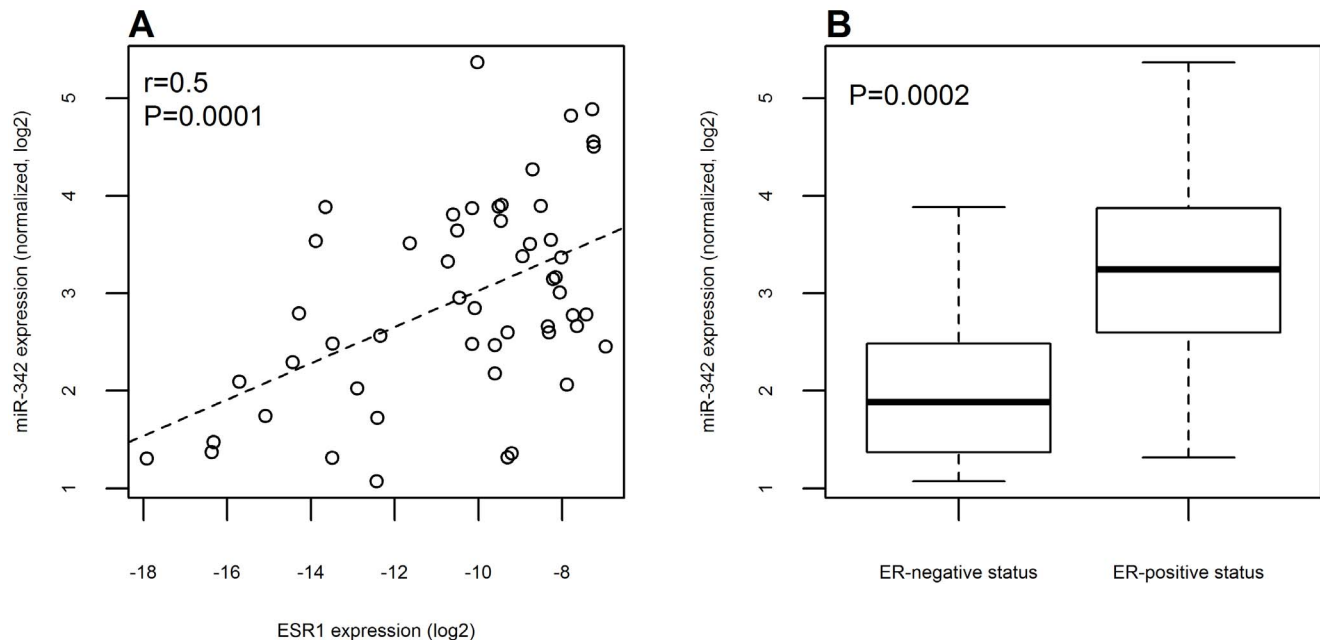 A
r=0.5
P=0.0001
miR-342 expression (normalized, log2)
5
4
3
2
1
-18 -16 -14 -12 -10 -8
ESR1 expression (log2)
B
P=0.0002
miR-342 expression (normalized, log2)
5
4
3
2
1
ER-negative status ER-positive status